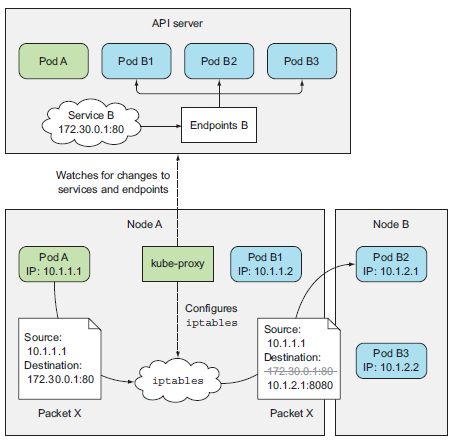 API server
Pod A
Pod B1
Pod B2
Pod B3
Service B
172.30.0.1:80
Endpoints B
Watches for changes to
services and endpoints
Node A
Node B
Pod A
IP: 10.1.1.1
kube-proxy
Pod B1
IP: 10.1.1.2
Pod B2
IP: 10.1.2.1
Configures
iptables
Source:
10.1.1.1
Destination:
172.30.0.1:80
Packet X
iptables
Source:
10.1.1.1
Destination:
172.30.0.1:80
10.1.2.1:8080
Packet X
Pod B3
IP: 10.1.2.2